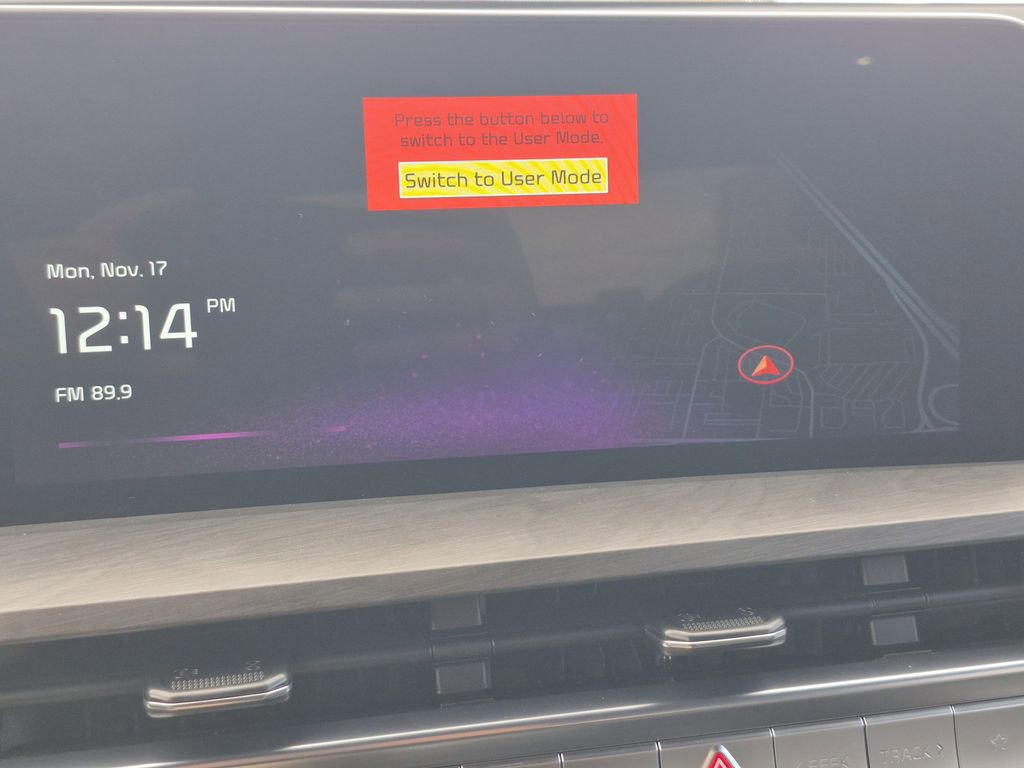 Press the button below to
switch to the User Mode.
Switch to User Mode
Mon, Nov. 17
12:14 PM
FM 89.9
SEEK
TRACK >